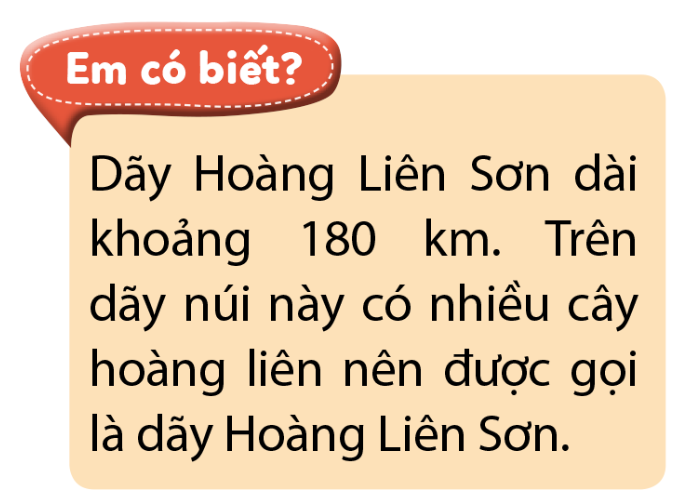 Em có biết?
Dãy Hoàng Liên Sơn dài
khoảng 180 km. Trên
dãy núi này có nhiều cây
hoàng liên nên được gọi
là dãy Hoàng Liên Sơn.